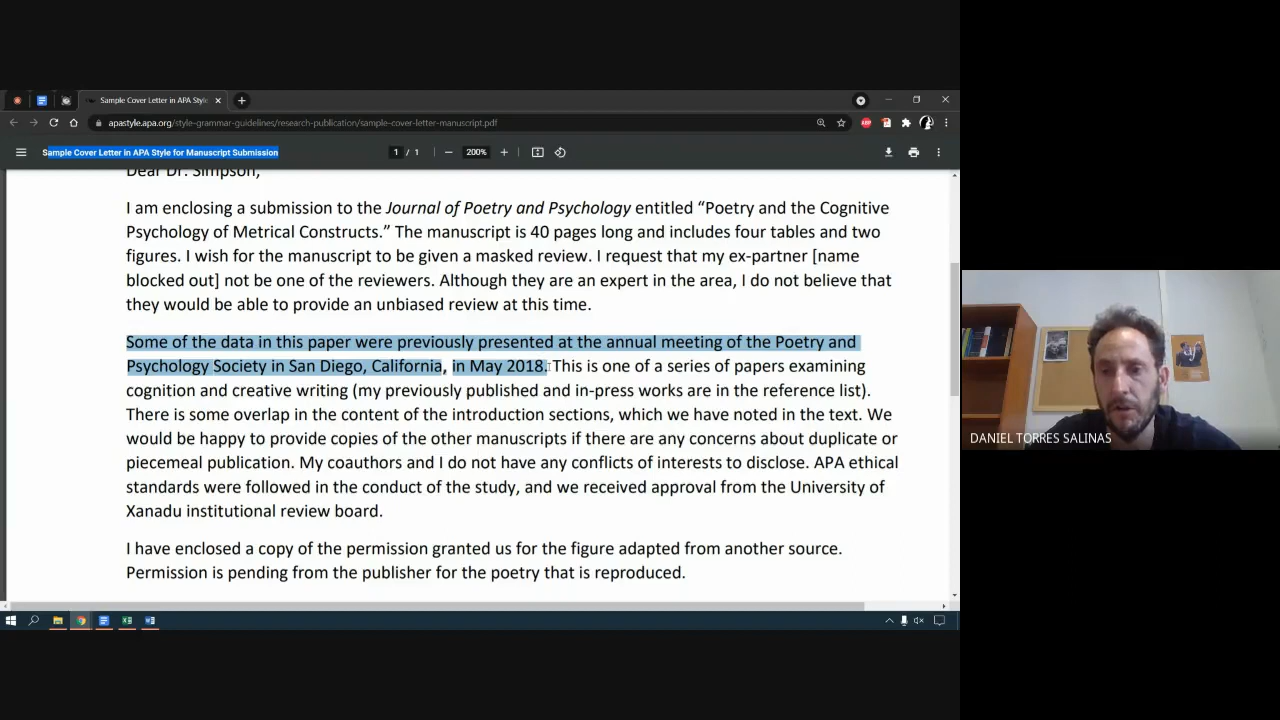 Sample Cover Letter in APA Style
apastyle.apa.org/style-grammar-guidelines/research-publication/sample-cover-letter-manuscript.pdf
ABP
Sample Cover Letter in APA Style for Manuscript Submission
1 / 1
200%
Dear Dr. Simpson,
I am enclosing a submission to the Journal of Poetry and Psychology entitled “Poetry and the Cognitive
Psychology of Metrical Constructs.” The manuscript is 40 pages long and includes four tables and two
figures. I wish for the manuscript to be given a masked review. I request that my ex-partner [name
blocked out] not be one of the reviewers. Although they are an expert in the area, I do not believe that
they would be able to provide an unbiased review at this time.
Some of the data in this paper were previously presented at the annual meeting of the Poetry and
Psychology Society in San Diego, California, in May 2018. This is one of a series of papers examining
cognition and creative writing (my previously published and in-press works are in the reference list).
There is some overlap in the content of the introduction sections, which we have noted in the text. We
would be happy to provide copies of the other manuscripts if there are any concerns about duplicate or
piecemeal publication. My coauthors and I do not have any conflicts of interests to disclose. APA ethical
standards were followed in the conduct of the study, and we received approval from the University of
Xanadu institutional review board.
I have enclosed a copy of the permission granted us for the figure adapted from another source.
Permission is pending from the publisher for the poetry that is reproduced.
DANIEL TORRES SALINAS